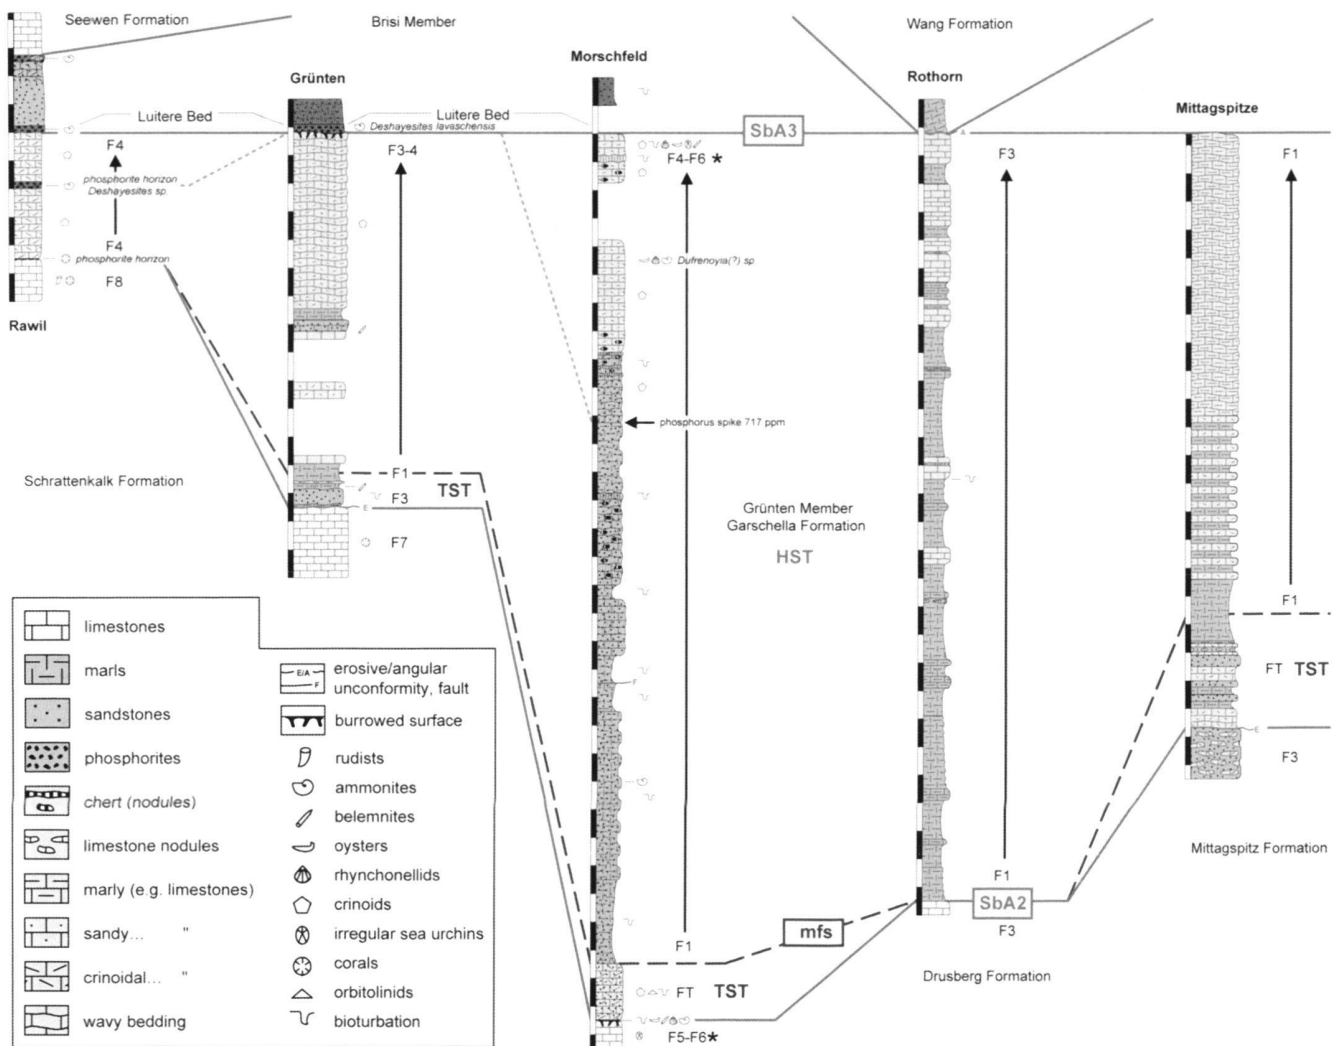 Seewen Formation
Brisi Member
Wang Formation
Morschfeld
Grünten
Rothorn
Mittagspitze
Luitere Bed
Luitere Bed
Deshayesites lavaschensis
SbA3
A
F4
F3-4
F4-F6 *
F3
F1
phosphorite horizon
Deshayesites sp.
F4
phosphorite horizon
F8
Dufrenoyia(?) sp
Rawil
phosphorus spike 717 ppm
Schrattenkalk Formation
F1
TST
F3
E
F7
Grünten Member
Garschella Formation
HST
F1
FT TST
E
F3
F
Mittagspitz Formation
F1
SbA2
F3
mfs
F1
Drusberg Formation
FT TST
F5-F6*
limestones
marls
sandstones
phosphorites
chert (nodules)
limestone nodules
marly (e.g. limestones)
sandy... "
crinoidal... "
wavy bedding
E/A
F
erosive/angular
unconformity, fault
burrowed surface
rudists
ammonites
belemnites
oysters
rhynchonellids
crinoids
irregular sea urchins
corals
orbitolinids
bioturbation